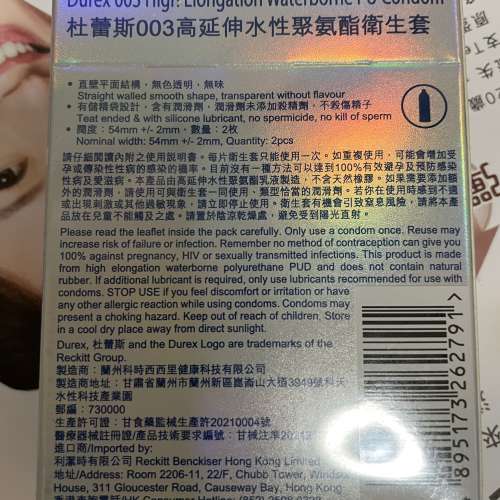 Durex 003 High Elongation Waterborne PU Condom
杜蕾斯003高延伸水性聚氨酯衛生套
• 直壁平面結構，無色透明，無味
Straight walled smooth shape, transparent without flavour
• 有儲精袋設計，含有潤滑劑，潤滑劑未添加殺精劑，不殺傷精子
Teat ended & with silicone lubricant, no spermicide, no kill of sperm
• 闊度：54mm +/- 2mm，數量：2枚
Nominal width: 54mm +/- 2mm, Quantity: 2pcs
請仔細閱讀內附之使用說明書。每片衛生套只能使用一次。如重複使用，可能會增加受
孕或傳染性性病的感染的機率。目前沒有一種方法可以達到100%有效避孕及預防感染
性病及愛滋病。本產品由高延伸水性聚氨酯乳液製造，不含天然橡膠。如果需要添加額
外的潤滑劑，請使用可與衛生套一同使用，類型恰當的潤滑劑。若你在使用時感到不適
或出現刺激或其他過敏現象，請立即停止使用。衛生套有機會引致窒息風險，請將本產
品放在兒童不能觸及之處。請置於陰涼乾燥處，避免受到陽光直射。
Please read the leaflet inside the pack carefully. Only use a condom once. Reuse may
increase risk of failure or infection. Remember no method of contraception can give you
100% against pregnancy, HIV or sexually transmitted infections. This product is made
from high elongation waterborne polyurethane PUD and does not contain natural
rubber. If additional lubricant is required, only use lubricants recommended for use with
condoms. STOP USE if you feel discomfort or irritation or have
any other allergic reaction while using condoms. Condoms may
present a choking hazard. Keep out of reach of children. Store
in a cool dry place away from direct sunlight.
Durex, 杜蕾斯 and the Durex Logo are trademarks of the
Reckitt Group.
製造商：蘭州科時西西里健康科技有限公司
製造商地址：甘肅省蘭州市蘭州新區崑崙山大道3949號科天
水性科技產業園
郵編：730000
生產許可證：甘食藥監械生產許20210004號
醫療器械註冊證/產品技術要求編號：甘械注準2021
進口商/Imported by:
利潔時有限公司 Reckitt Benckiser Hong Kong Limited
地址/Address: Room 2206-11, 22/F, Chubb Tower, Windsor
House, 311 Gloucester Road, Causeway Bay, Hong Kong
8951732627917